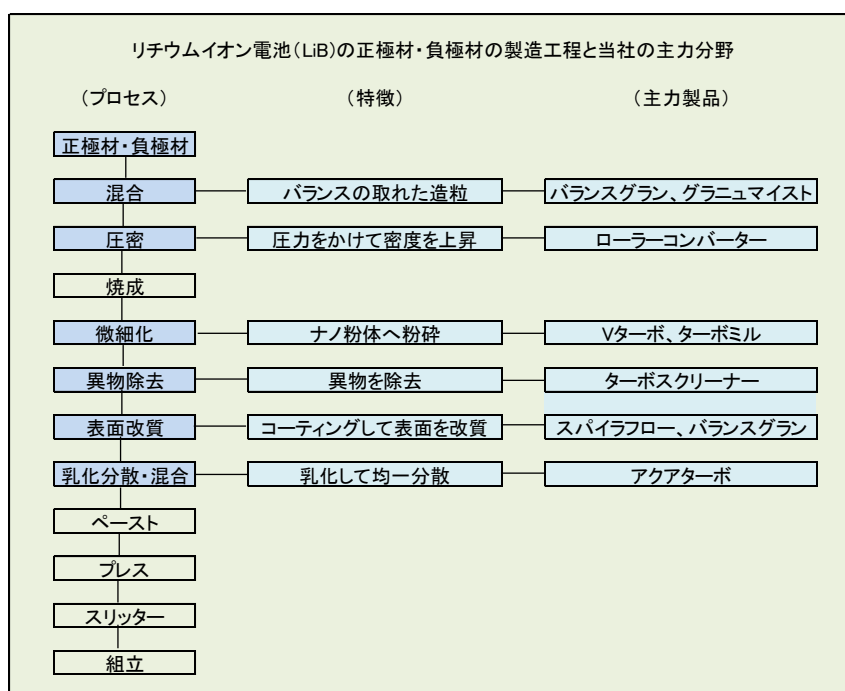 リチウムイオン電池(LiB)の正極材・負極材の製造工程と当社の主力分野
(プロセス) (特徴) (主力製品)
正極材・負極材
混合 バランスの取れた造粒 バランスグラン、グラニュマイスト
圧密 圧力をかけて密度を上昇 ローラーコンバーター
焼成
微細化 ナノ粉体へ粉砕 Vターボ、ターボミル
異物除去 異物を除去 ターボスクリーナー
表面改質 コーティングして表面を改質 スパイラフロー、バランスグラン
乳化分散・混合 乳化して均一分散 アクアターボ
ペースト
プレス
スリッター
組立